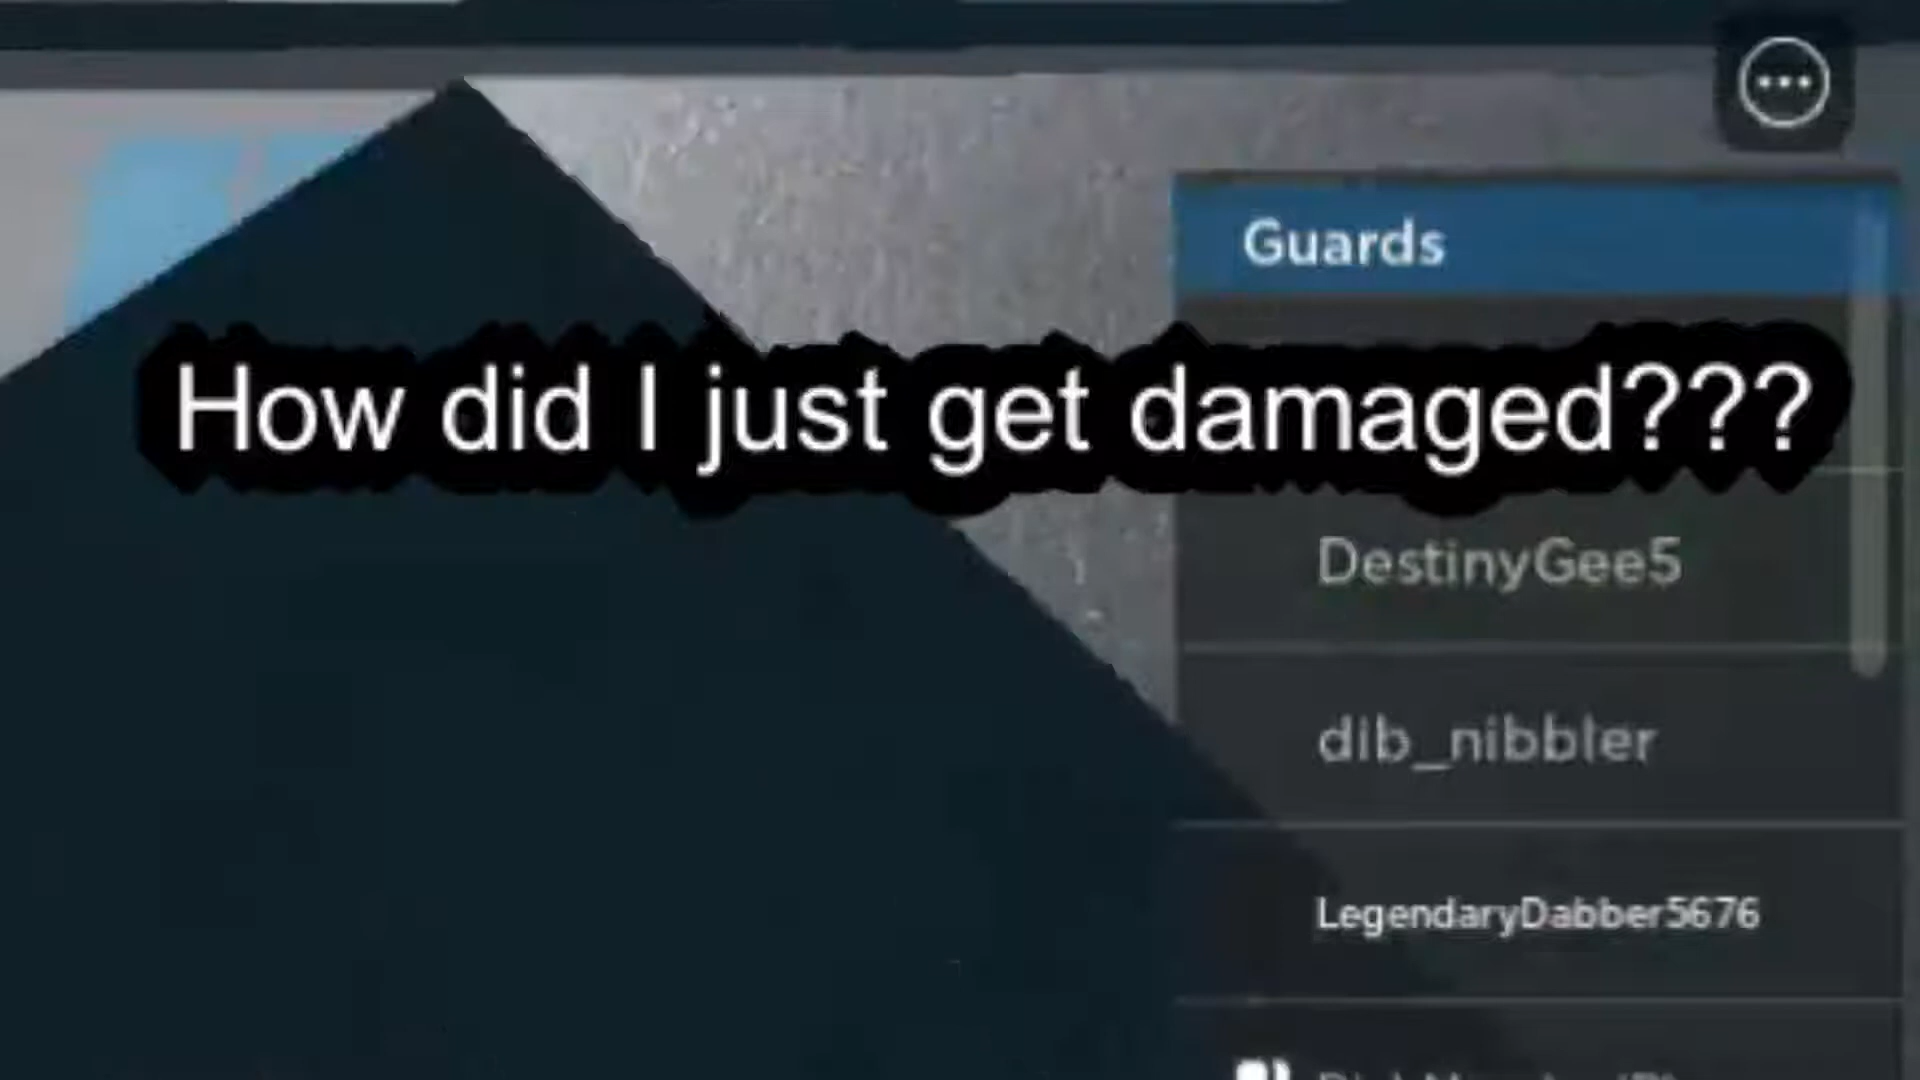 Guards
How did I just get damaged???
DestinyGee5
dib_nibbler
LegendaryDabber5676